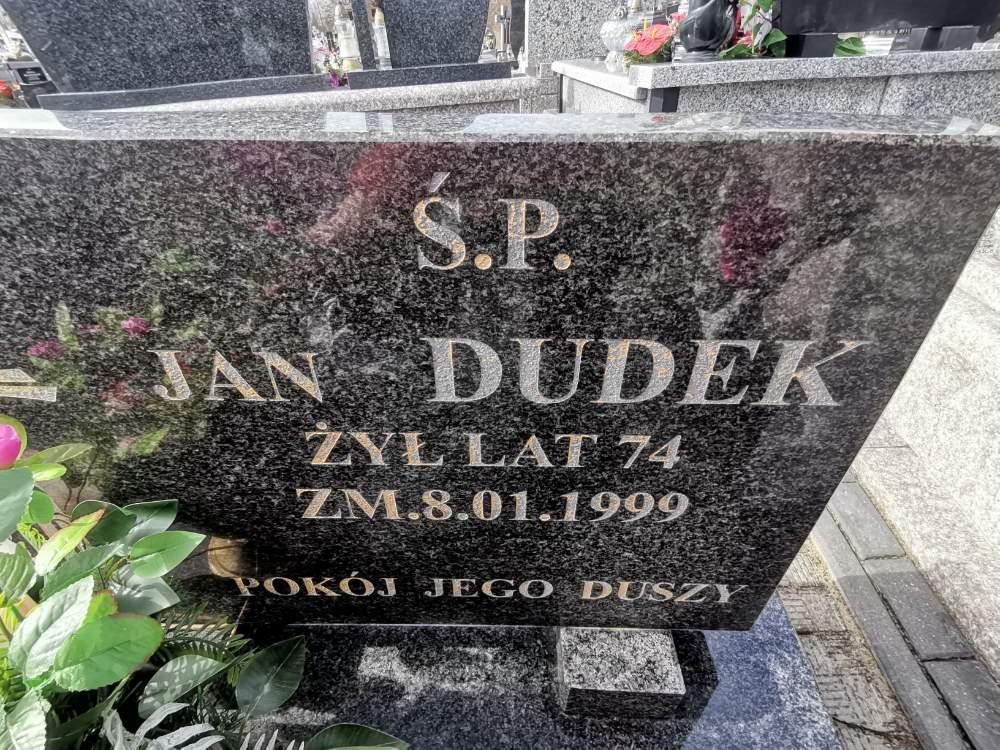 Ś.P.
JAN DUDEK
ŻYŁ LAT 74
ZM.8.01.1999
POKÓJ JEGO DUSZY